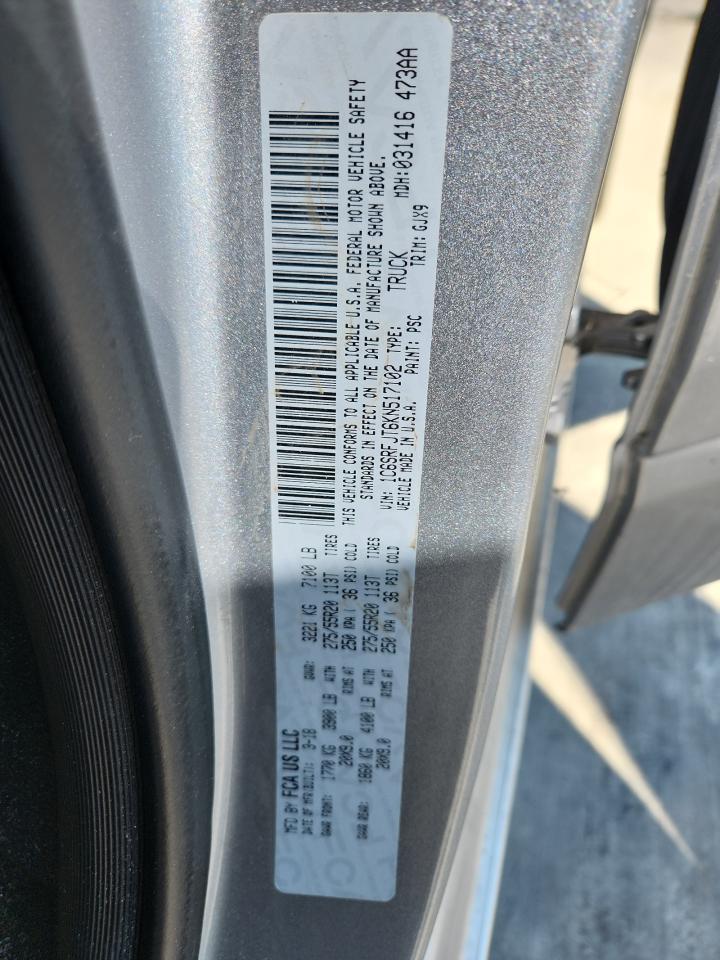 MFD BY FCA US LLC
DATE OF MFR(BUILT): 3-18 GVWR: 3221 KG 7100 LB
GAWR FRONT: 1770 KG 3900 LB WITH 275/55R20 113T TIRES
20X9.0 RIMS AT 250 KPA ( 36 PSI) COLD
GAWR REAR: 1860 KG 4100 LB WITH 275/55R20 113T TIRES
20X9.0 RIMS AT 250 KPA ( 36 PSI) COLD
THIS VEHICLE CONFORMS TO ALL APPLICABLE U.S.A. FEDERAL MOTOR VEHICLE SAFETY
STANDARDS IN EFFECT ON THE DATE OF MANUFACTURE SHOWN ABOVE.
VIN: 1C6SRFJT6KN517102 TYPE: TRUCK MDH:031416 473AA
VEHICLE MADE IN U.S.A. PAINT: PSC TRIM: GJX9